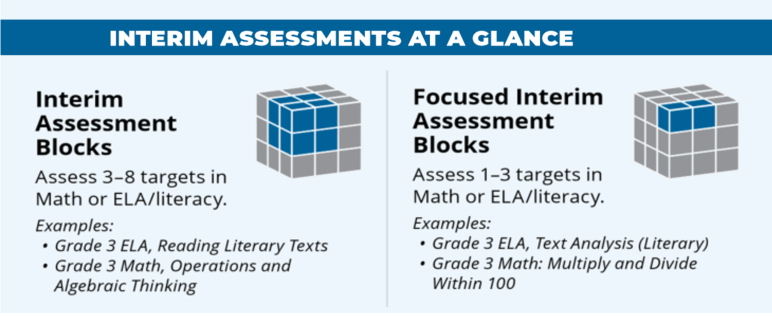 INTERIM ASSESSMENTS AT A GLANCE
Interim
Assessment
Blocks
Assess 3–8 targets in
Math or ELA/literacy.
Examples:
• Grade 3 ELA, Reading Literary Texts
• Grade 3 Math, Operations and
Algebraic Thinking
Focused Interim
Assessment
Blocks
Assess 1–3 targets in
Math or ELA/literacy.
Examples:
• Grade 3 ELA, Text Analysis (Literary)
• Grade 3 Math: Multiply and Divide
Within 100